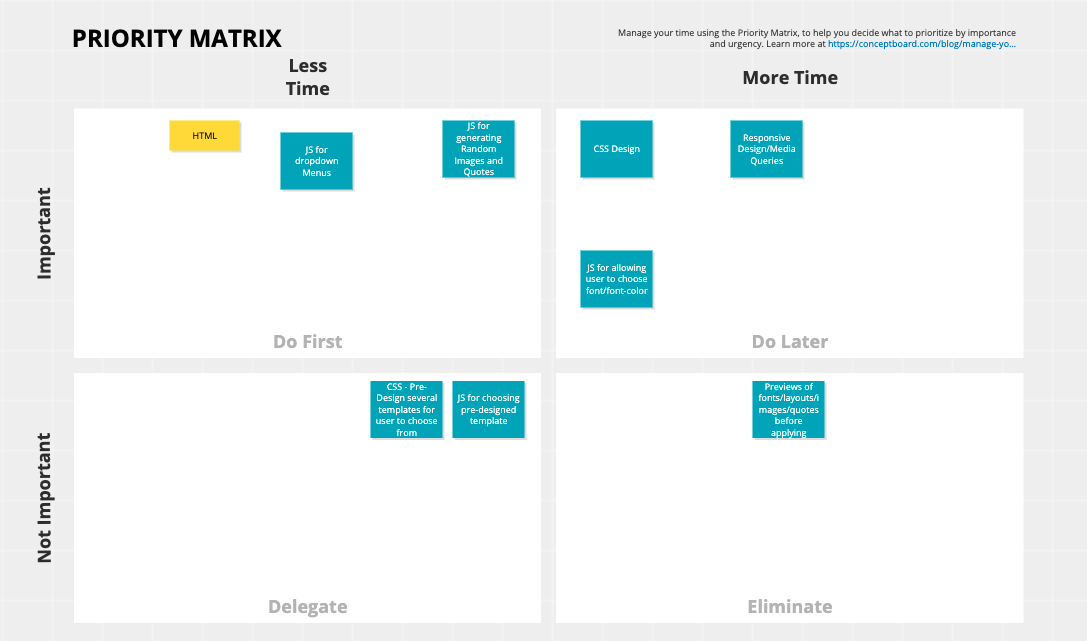 PRIORITY MATRIX
Manage your time using the Priority Matrix, to help you decide what to prioritize by importance
and urgency. Learn more at https://conceptboard.com/blog/manage-yo...
Less
Time
More Time
Important
HTML
JS for
dropdown
Menus
JS for
generating
Random
Images and
Quotes
Do First
CSS Design
Responsive
Design/Media
Queries
JS for allowing
user to choose
font/font-color
Do Later
Not Important
CSS - Pre-
Design several
templates for
user to choose
from
JS for choosing
pre-designed
template
Delegate
Previews of
fonts/layouts/i
mages/quotes
before
applying
Eliminate